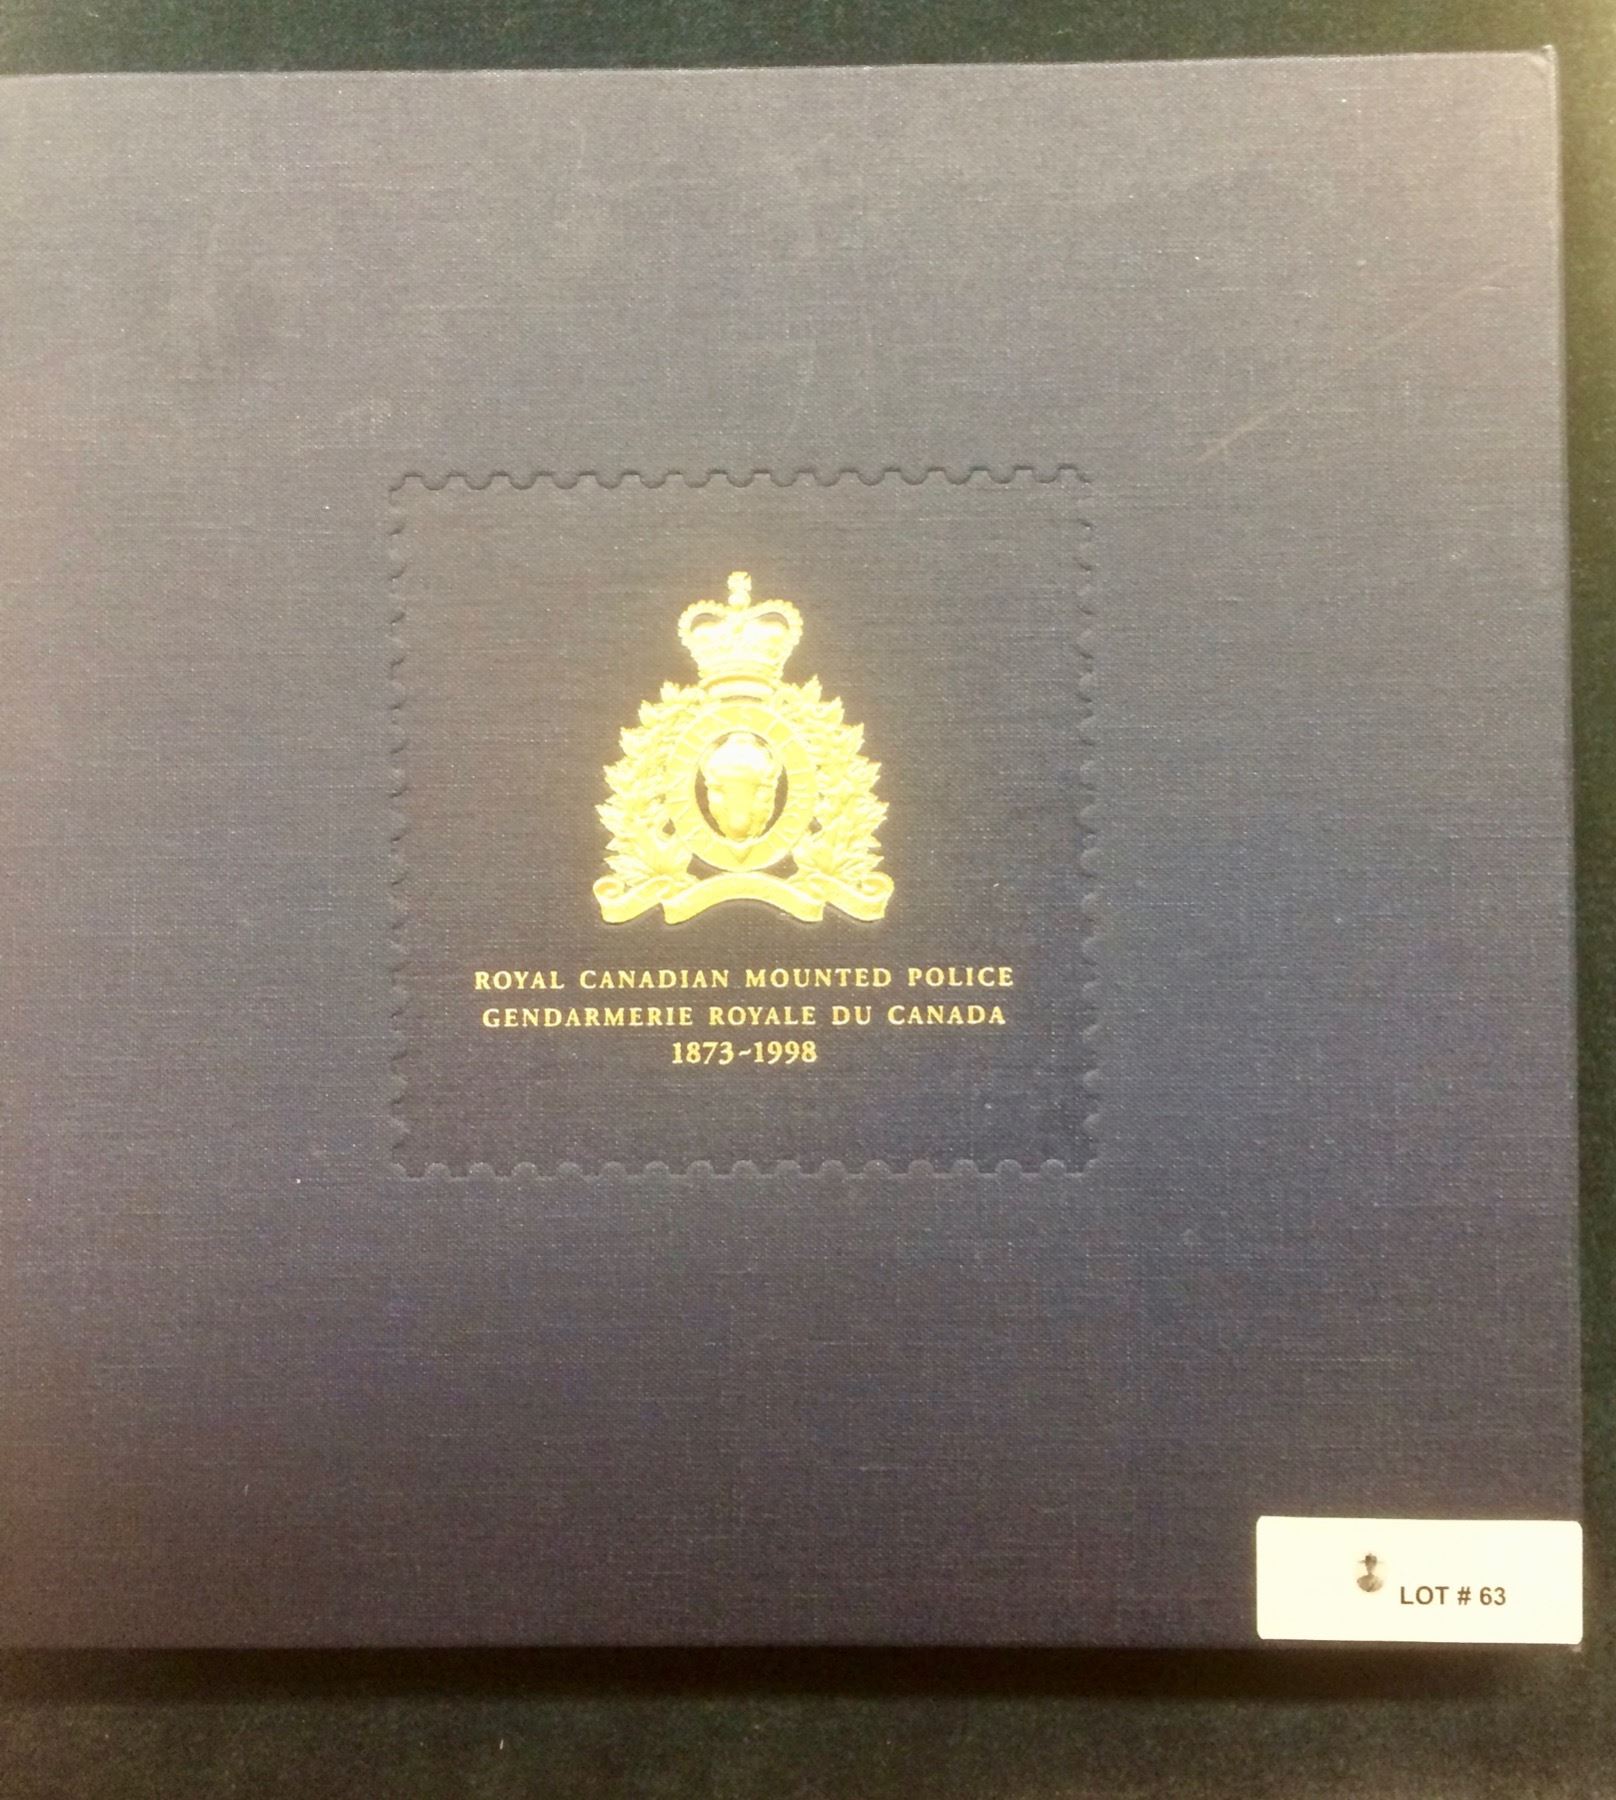 ROYAL CANADIAN MOUNTED POLICE
GENDARMERIE ROYALE DU CANADA
1873-1998
LOT # 63